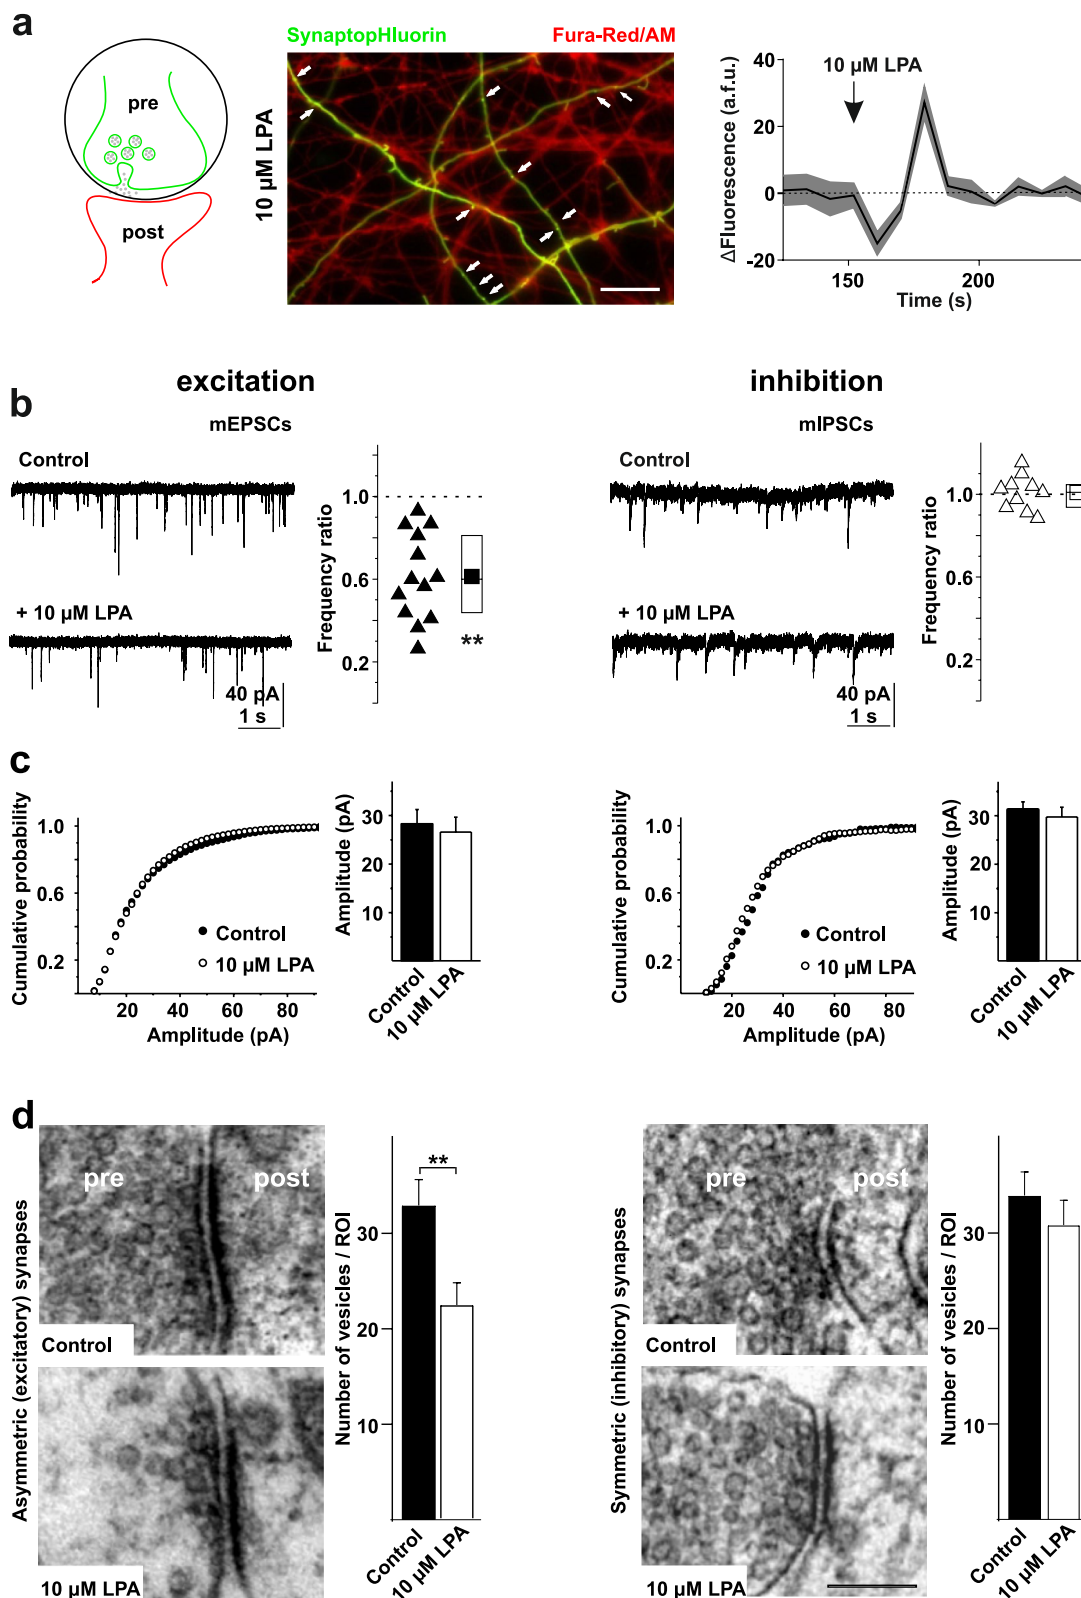 a
pre
post
SynaptopHluorin Fura-Red/AM
10 µM LPA
ΔFluorescence (a.f.u.)
40
20
0
-20
10 µM LPA
150 200
Time (s)
excitation
inhibition
b
mEPSCs
Control
+ 10 µM LPA
40 pA
1 s
Frequency ratio
1.0
0.6
0.2
**
mIPSCs
Control
+ 10 µM LPA
40 pA
1 s
Frequency ratio
1.0
0.6
0.2
c
Cumulative probability
1.0
0.6
0.2
Control
10 µM LPA
20 40 60 80
Amplitude (pA)
Amplitude (pA)
30
20
10
Control
10 µM LPA
Cumulative probability
1.0
0.6
0.2
Control
10 µM LPA
20 40 60 80
Amplitude (pA)
Amplitude (pA)
30
20
10
Control
10 µM LPA
d
Asymmetric (excitatory) synapses
pre post
Control
10 µM LPA
Number of vesicles / ROI
30
20
10
**
Control
10 µM LPA
Symmetric (inhibitory) synapses
pre post
Control
10 µM LPA
Number of vesicles / ROI
30
20
10
Control
10 µM LPA